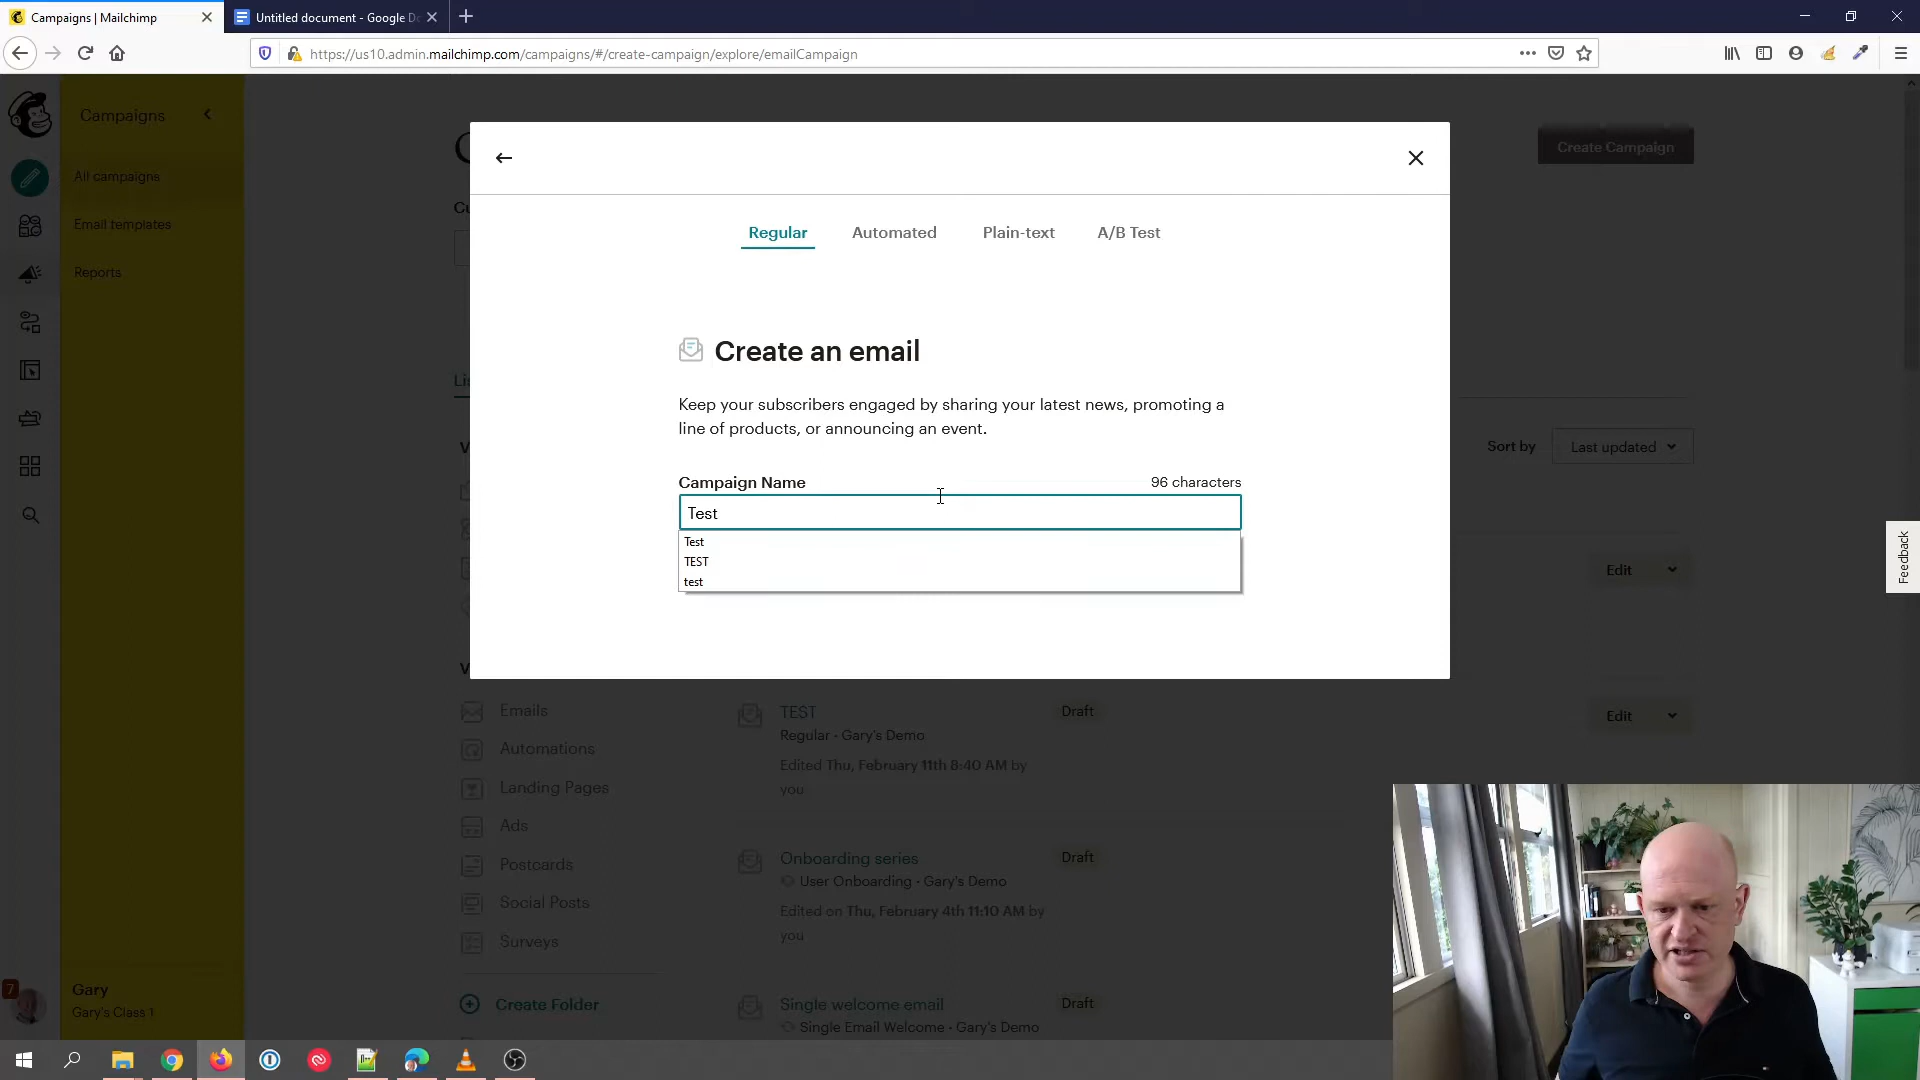 Campaigns | Mailchimp
Untitled document - Google Do
https://us10.admin.mailchimp.com/campaigns/#/create-campaign/explore/emailCampaign
Campaigns
All campaigns
Email templates
Reports
Create Campaign
Regular
Automated
Plain-text
A/B Test
Create an email
Keep your subscribers engaged by sharing your latest news, promoting a
line of products, or announcing an event.
Campaign Name
96 characters
Test
Test
TEST
test
Sort by
Last updated
Edit
Feedback
Emails
Automations
Landing Pages
Ads
Postcards
Social Posts
Surveys
Create Folder
TEST
Draft
Regular · Gary's Demo
Edited Thu, February 11th 8:40 AM by
you
Edit
Onboarding series
Draft
User Onboarding · Gary's Demo
Edited on Thu, February 4th 11:10 AM by
you
Single welcome email
Draft
Single Email Welcome · Gary's Demo
7
Gary
Gary's Class 1